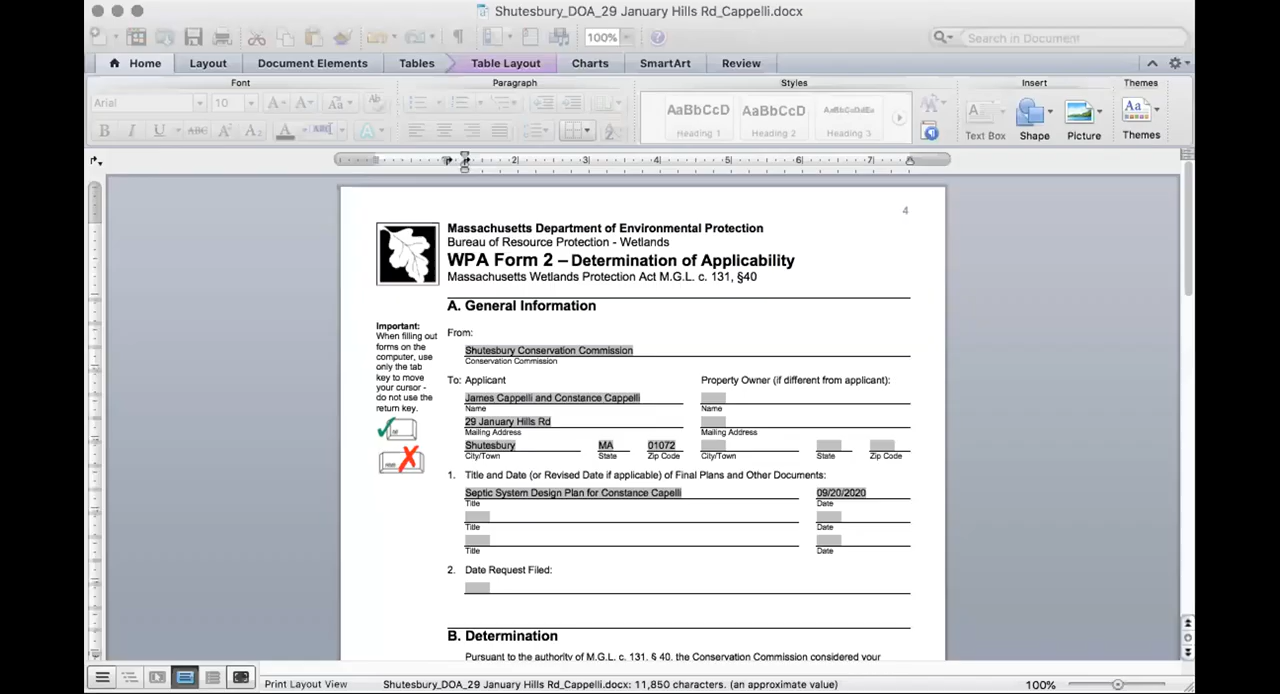 Shutesbury_DOA_29 January Hills Rd_Cappelli.docx
100%
Search in Document
Home Layout Document Elements Tables Table Layout Charts SmartArt Review
Font Paragraph Styles Insert Themes
Arial 10 AaBbCcD AaBbCcD AaBbCcDdEe
Heading 1 Heading 2 Heading 3 Text Box Shape Picture Themes
2 3 4 5 6 7
4
Massachusetts Department of Environmental Protection
Bureau of Resource Protection - Wetlands
WPA Form 2 – Determination of Applicability
Massachusetts Wetlands Protection Act M.G.L. c. 131, §40
A. General Information
Important:
When filling out
forms on the
computer, use
only the tab
key to move
your cursor -
do not use the
return key.
From:
Shutesbury Conservation Commission
Conservation Commission
To: Applicant Property Owner (if different from applicant):
James Cappelli and Constance Cappelli
Name Name
29 January Hills Rd
Mailing Address Mailing Address
Shutesbury MA 01072
City/Town State Zip Code City/Town State Zip Code
1. Title and Date (or Revised Date if applicable) of Final Plans and Other Documents:
Septic System Design Plan for Constance Capelli 09/20/2020
Title Date
Title Date
Title Date
2. Date Request Filed:
B. Determination
Pursuant to the authority of M.G.L. c. 131, § 40, the Conservation Commission considered your
Print Layout View Shutesbury_DOA_29 January Hills Rd_Cappelli.docx: 11,850 characters. (an approximate value) 100%